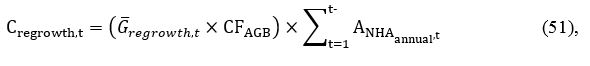 C_regrowth,t = (Ḡ_regrowth,t × CF_AGB) × ∑_{t=1}^{t-} A_NHA_annual,t (51),